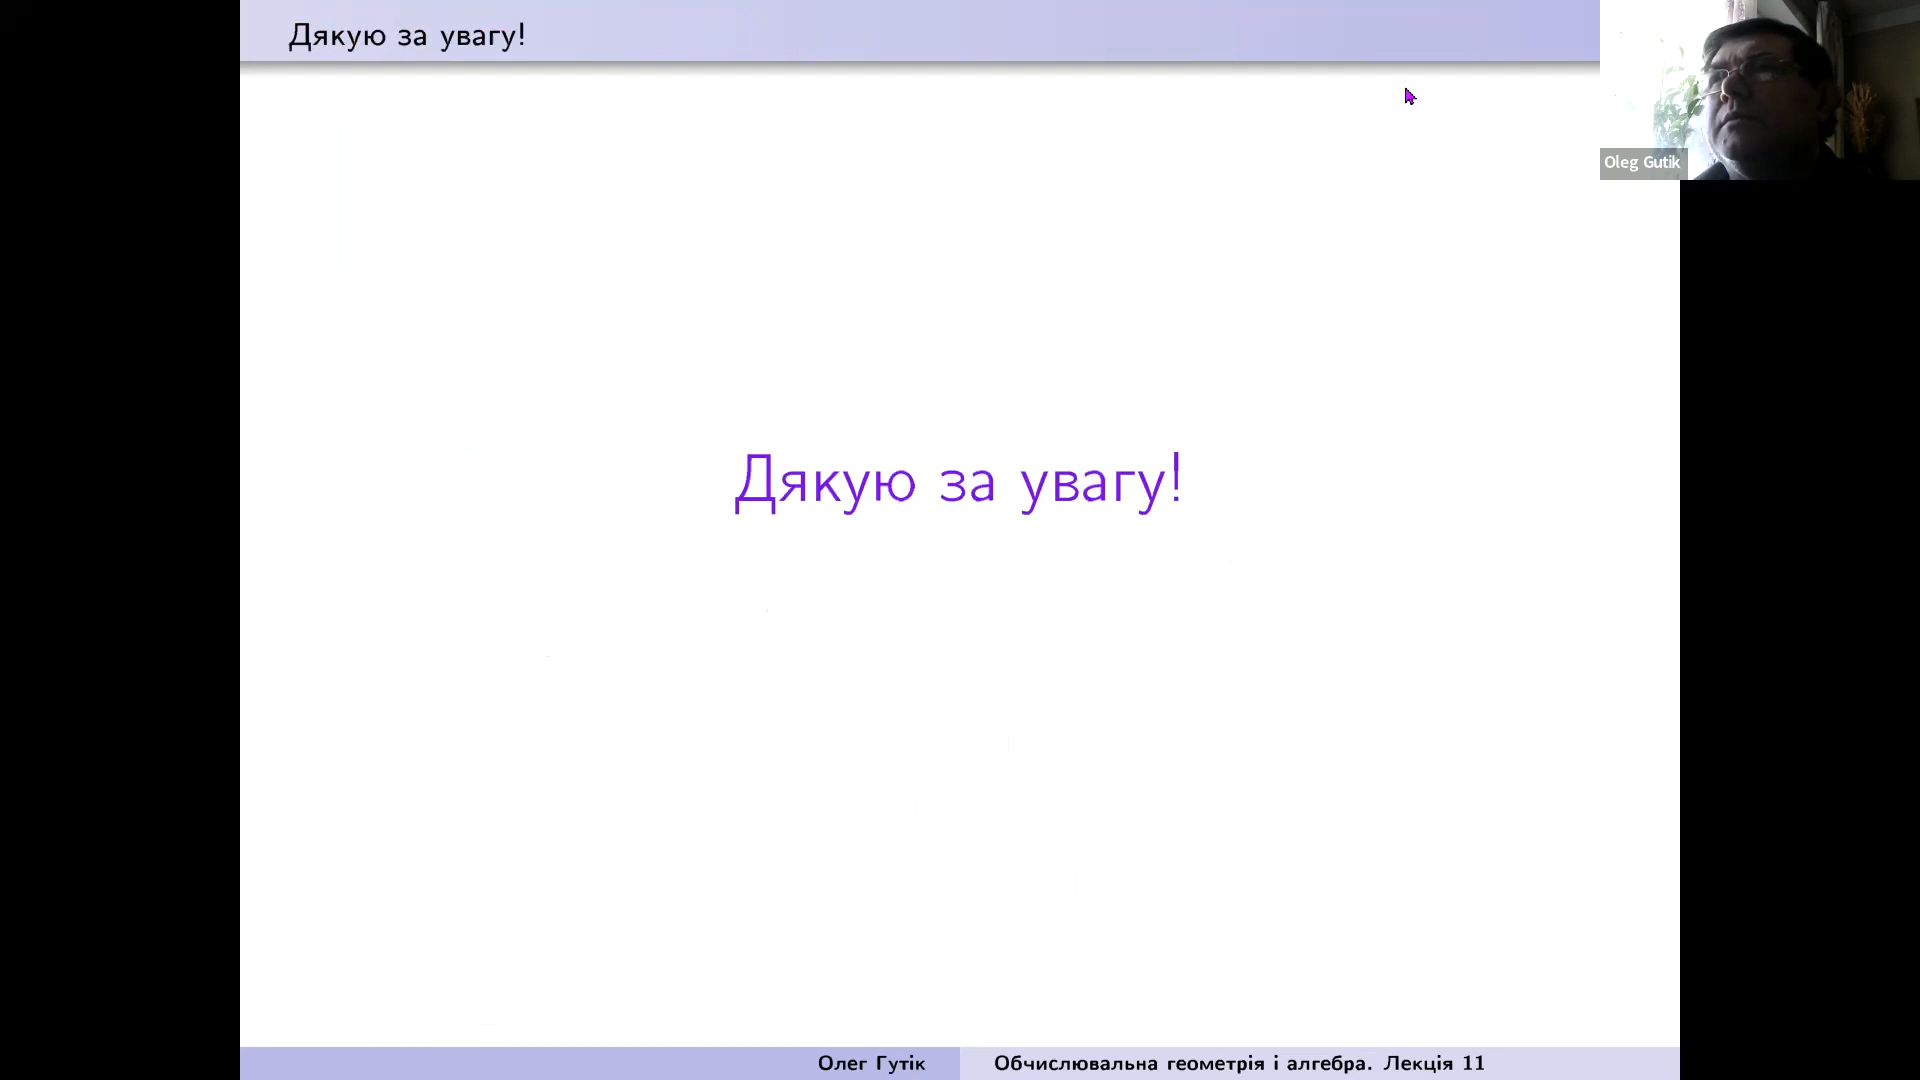 Дякую за увагу!
Oleg Gutik
Дякую за увагу!
Олег Гутік
Обчислювальна геометрія і алгебра. Лекція 11